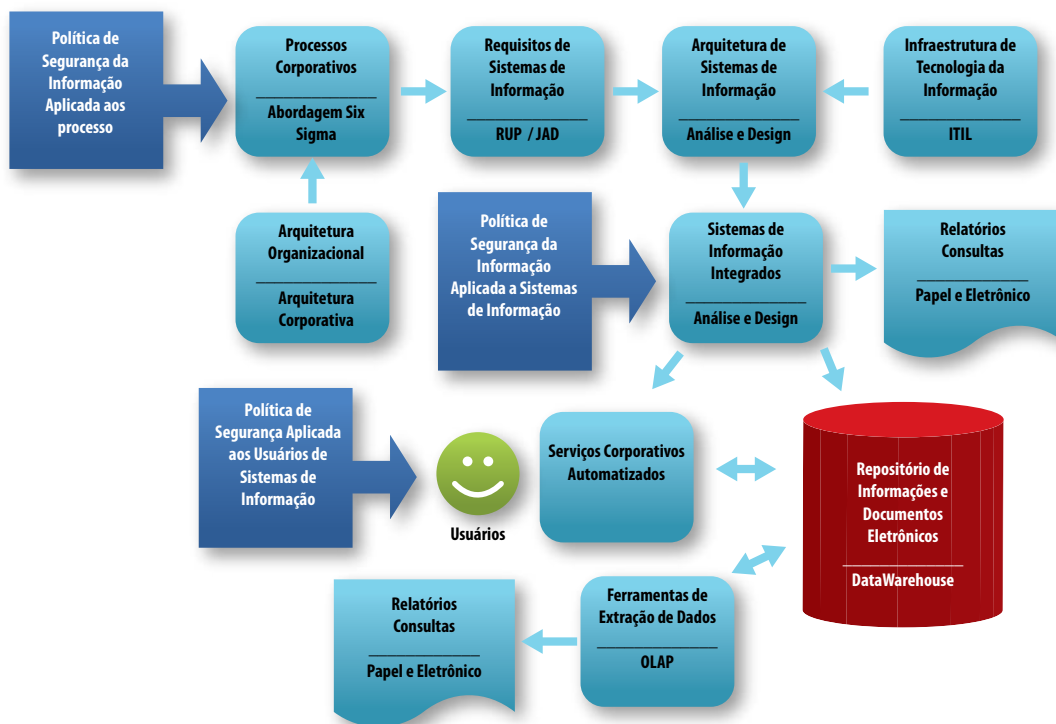 Política de
Segurança da
Informação
Aplicada aos
processo
Processos
Corporativos
Abordagem Six
Sigma
Requisitos de
Sistemas de
Informação
RUP / JAD
Arquitetura de
Sistemas de
Informação
Análise e Design
Infraestrutura de
Tecnologia da
Informação
ITIL
Arquitetura
Organizacional
Arquitetura
Corporativa
Política de
Segurança da
Informação
Aplicada a Sistemas
de Informação
Sistemas de
Informação
Integrados
Análise e Design
Relatórios
Consultas
Papel e Eletrônico
Política de
Segurança Aplicada
aos Usuários de
Sistemas de
Informação
Usuários
Serviços Corporativos
Automatizados
Repositório de
Informações e
Documentos
Eletrônicos
DataWarehouse
Relatórios
Consultas
Papel e Eletrônico
Ferramentas de
Extração de Dados
OLAP